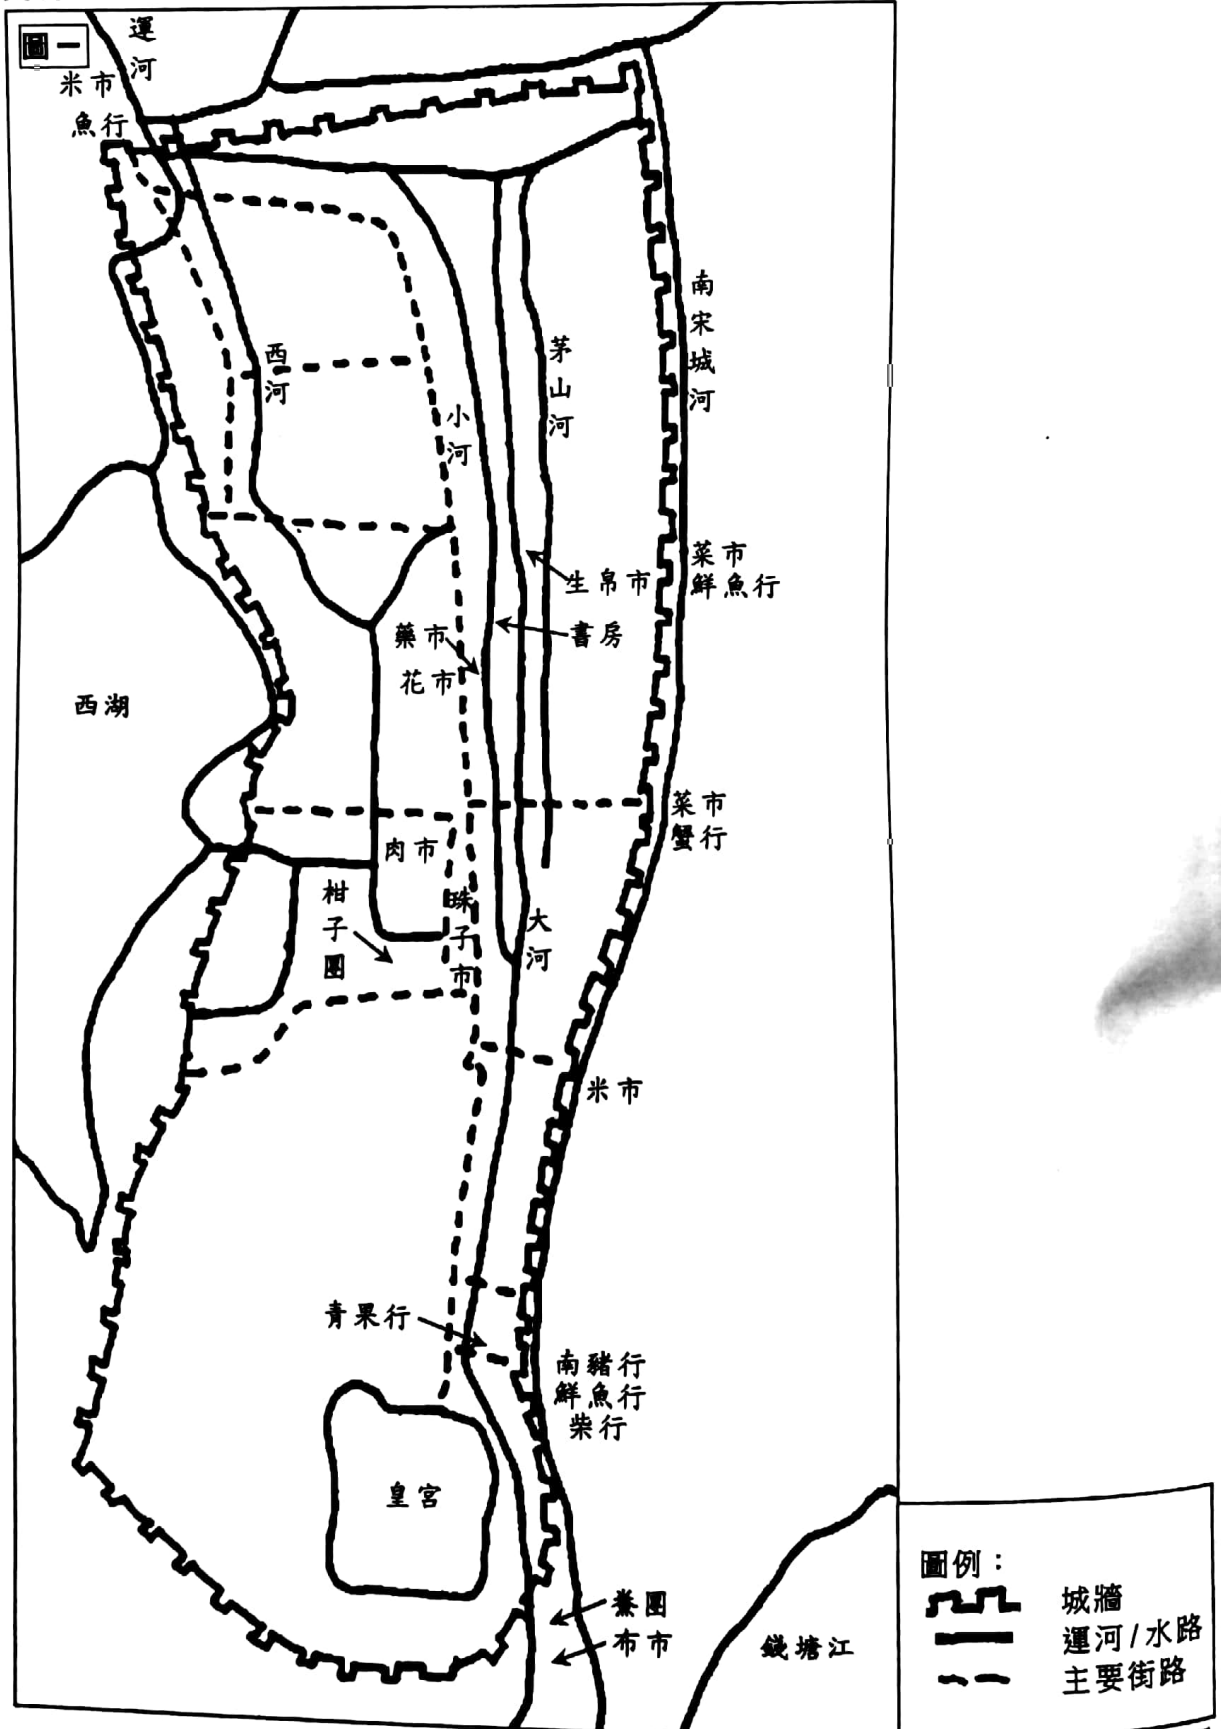 圖一
運河
米市
魚行
南宋城河
西河
茅山河
小河
菜市
鮮魚行
生帛市
書房
藥市
花市
西湖
菜市
蟹行
肉市
柑子團
珠子市
大河
米市
青果行
南豬行
鮮魚行
柴行
皇宮
鯗團
布市
錢塘江
圖例：
城牆
運河/水路
主要街路